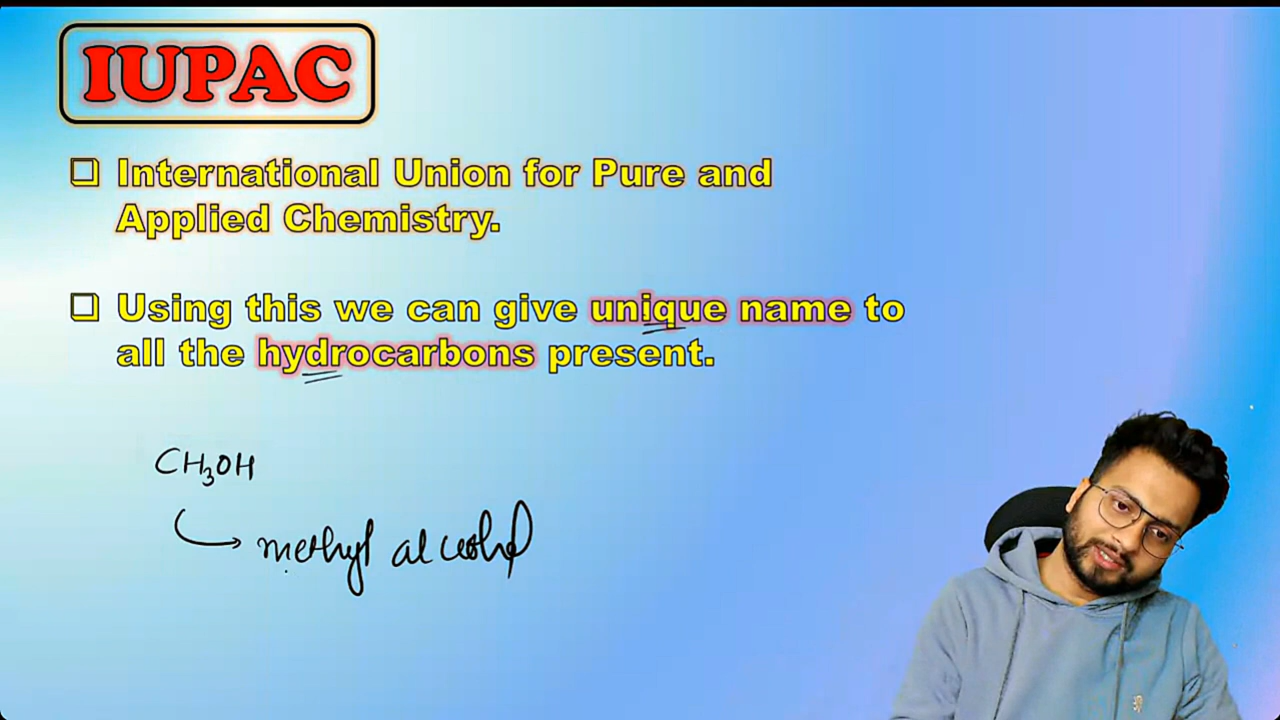 IUPAC
International Union for Pure and
Applied Chemistry.
Using this we can give unique name to
all the hydrocarbons present.
CH₃OH
methyl alcohol